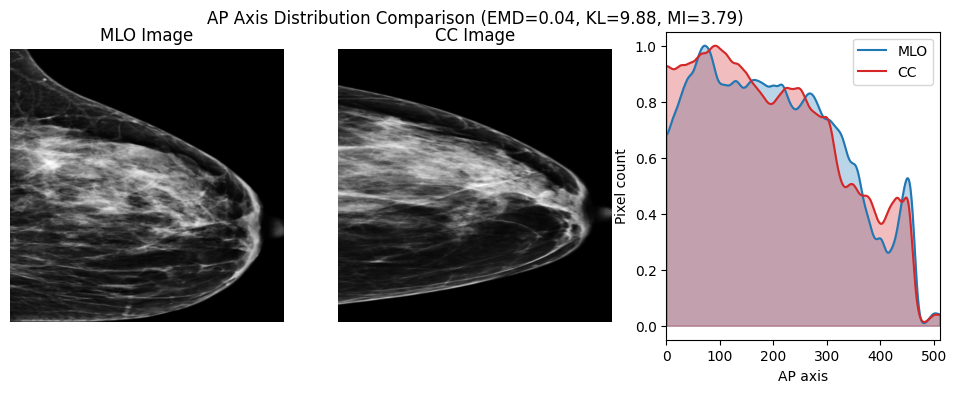 AP Axis Distribution Comparison (EMD=0.04, KL=9.88, MI=3.79)
MLO Image
CC Image
MLO
CC
Pixel count
1.0
0.8
0.6
0.4
0.2
0.0
0 100 200 300 400 500
AP axis